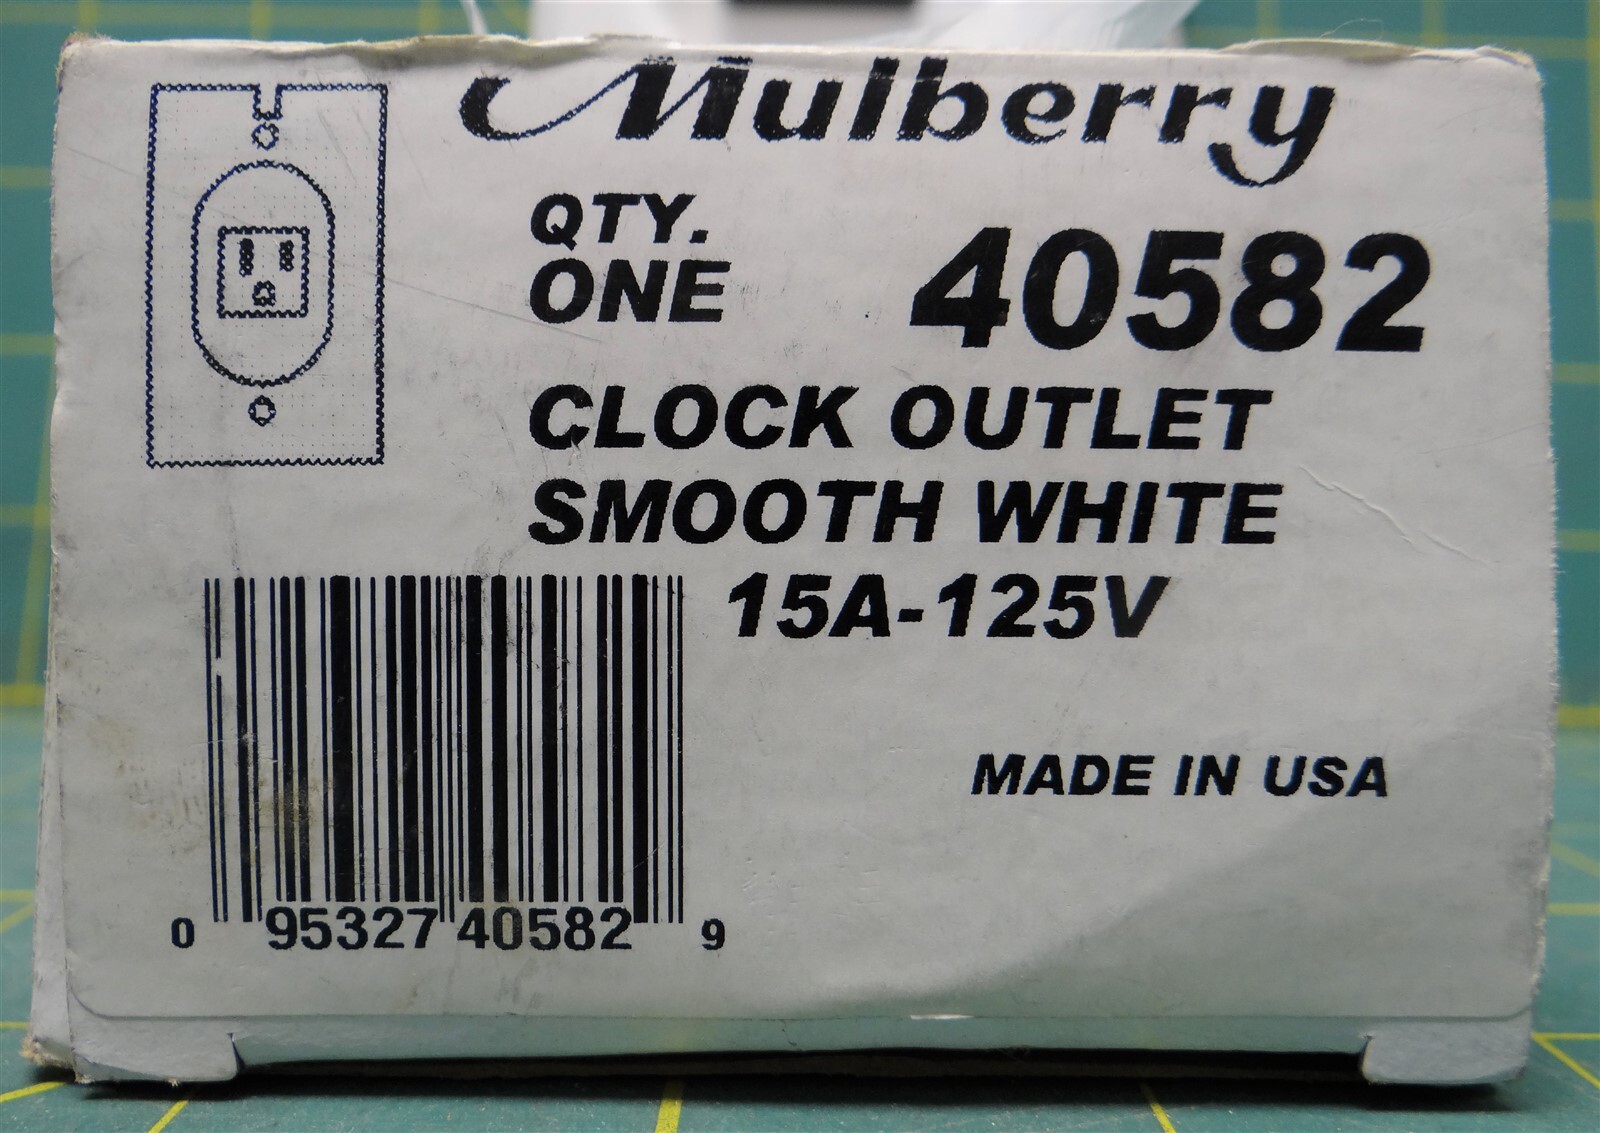 Mulberry
QTY.
ONE
40582
CLOCK OUTLET
SMOOTH WHITE
15A-125V
MADE IN USA
0 95327 40582 9